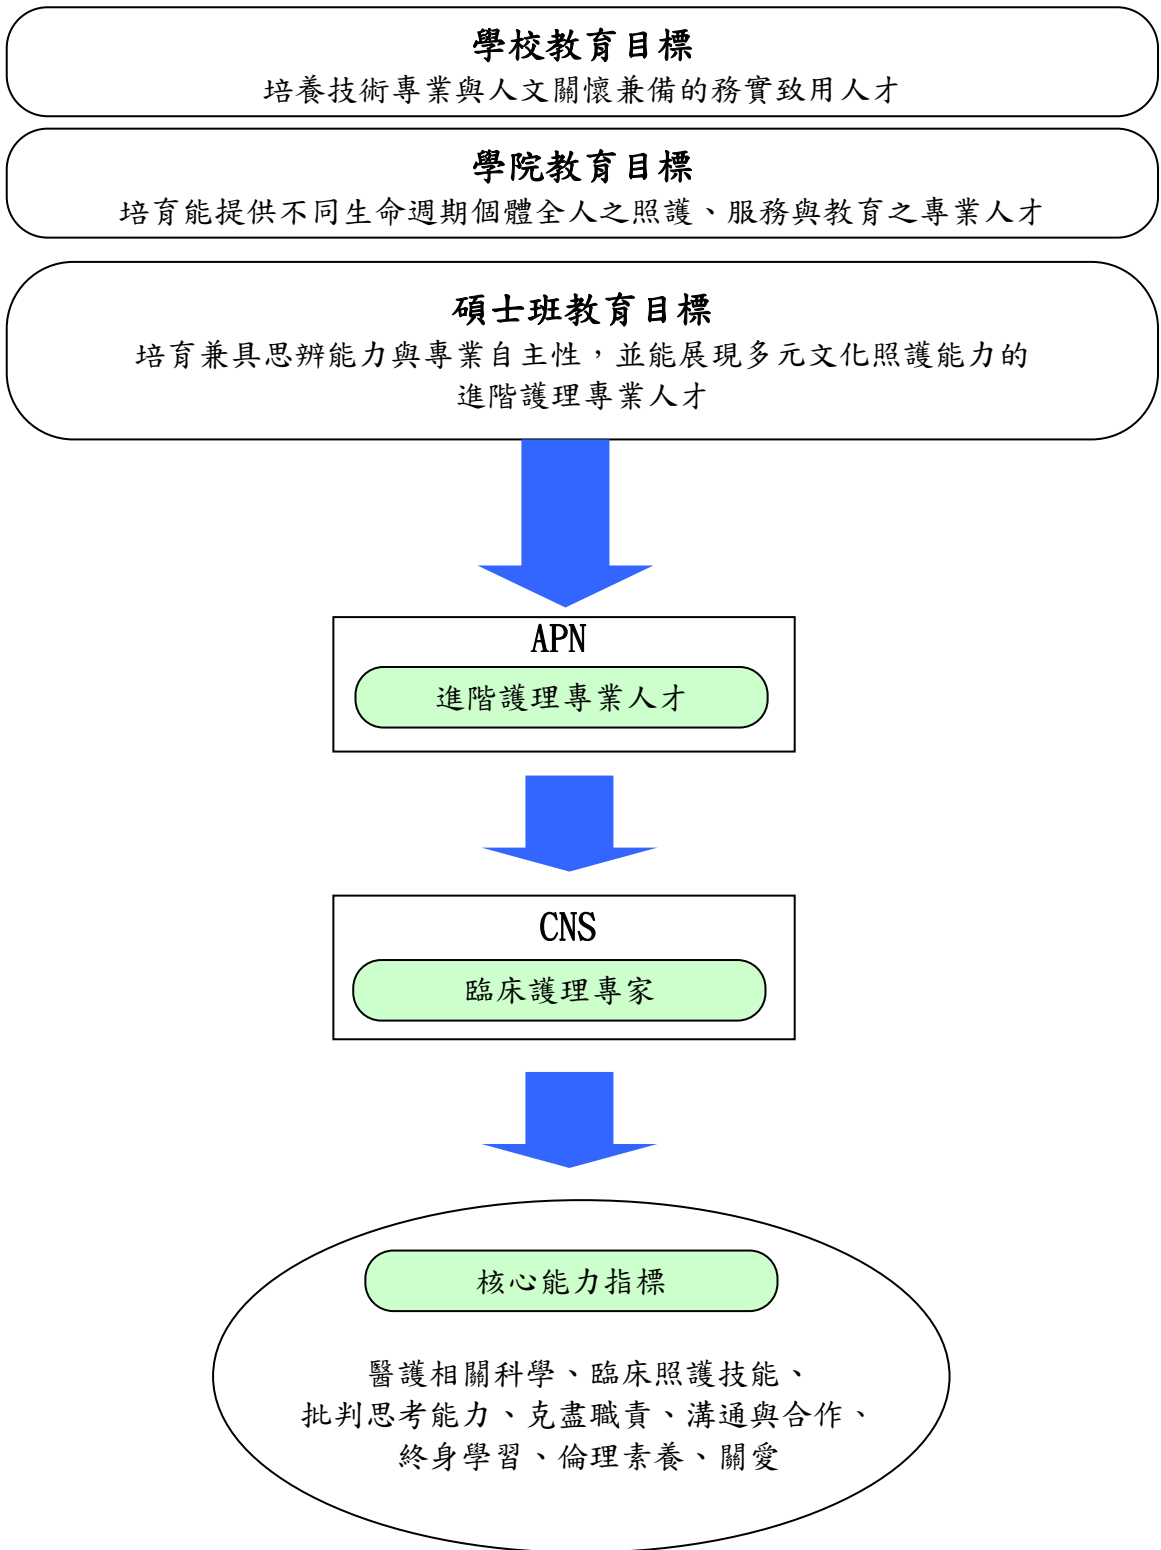 學校教育目標
培養技術專業與人文關懷兼備的務實致用人才
學院教育目標
培育能提供不同生命週期個體全人之照護、服務與教育之專業人才
碩士班教育目標
培育兼具思辨能力與專業自主性，並能展現多元文化照護能力的
進階護理專業人才
APN
進階護理專業人才
CNS
臨床護理專家
核心能力指標
醫護相關科學、臨床照護技能、
批判思考能力、克盡職責、溝通與合作、
終身學習、倫理素養、關愛